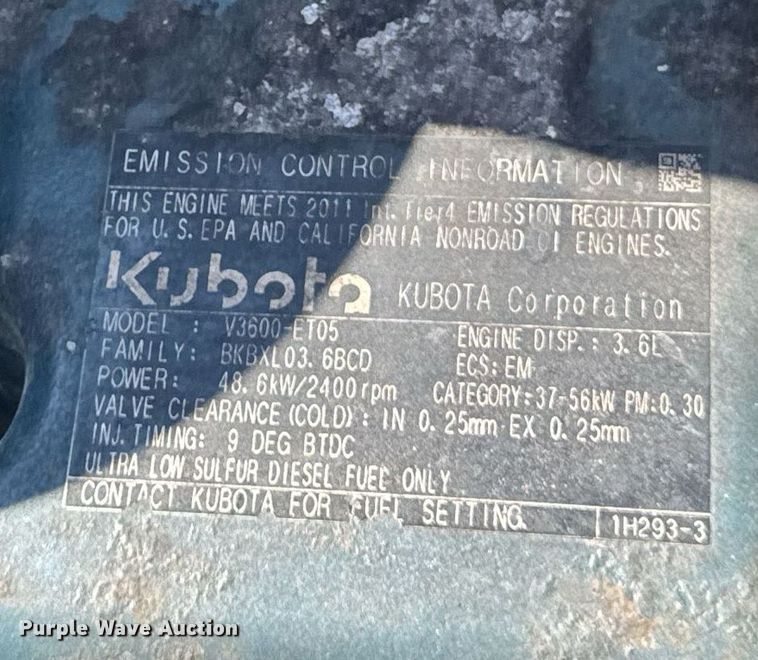 EMISSION CONTROL INFORMATION
THIS ENGINE MEETS 2011 Int. Tier4 EMISSION REGULATIONS
FOR U.S. EPA AND CALIFORNIA NONROAD CI ENGINES.
Kubota KUBOTA Corporation
MODEL : V3600-ET05 ENGINE DISP.: 3.6L
FAMILY: BKBXL03.6BCD ECS: EM
POWER: 48.6kW/2400rpm CATEGORY:37-56kW PM:0.30
VALVE CLEARANCE (COLD): IN 0.25mm EX 0.25mm
INJ. TIMING: 9 DEG BTDC
ULTRA LOW SULFUR DIESEL FUEL ONLY
CONTACT KUBOTA FOR FUEL SETTING. 1H293-3
Purple Wave Auction